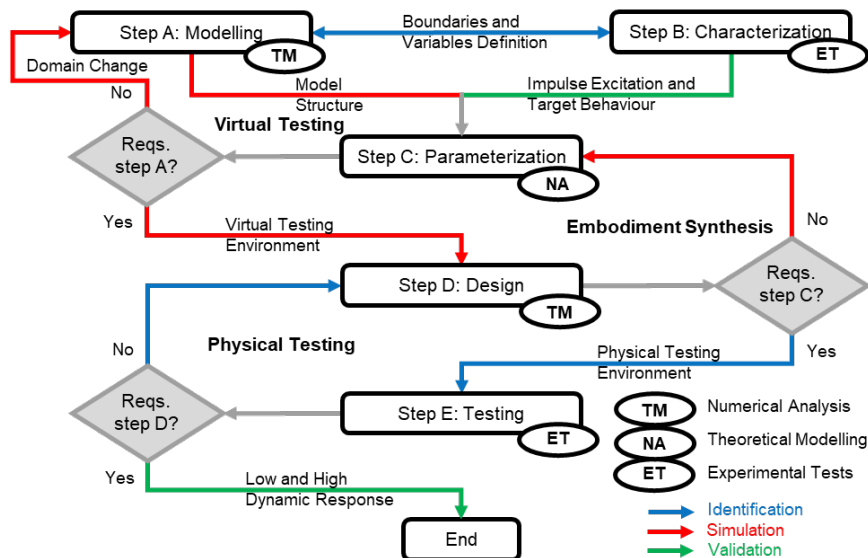 Step A: Modelling
TM
Boundaries and
Variables Definition
Step B: Characterization
ET
Domain Change
No
Model
Structure
Impulse Excitation and
Target Behaviour
Virtual Testing
Reqs.
step A?
Step C: Parameterization
NA
Yes
Virtual Testing
Environment
Embodiment Synthesis
No
Step D: Design
TM
Reqs.
step C?
No
Physical Testing
Physical Testing
Environment
Yes
Reqs.
step D?
Step E: Testing
ET
TM
Numerical Analysis
NA
Theoretical Modelling
ET
Experimental Tests
Yes
Low and High
Dynamic Response
End
Identification
Simulation
Validation